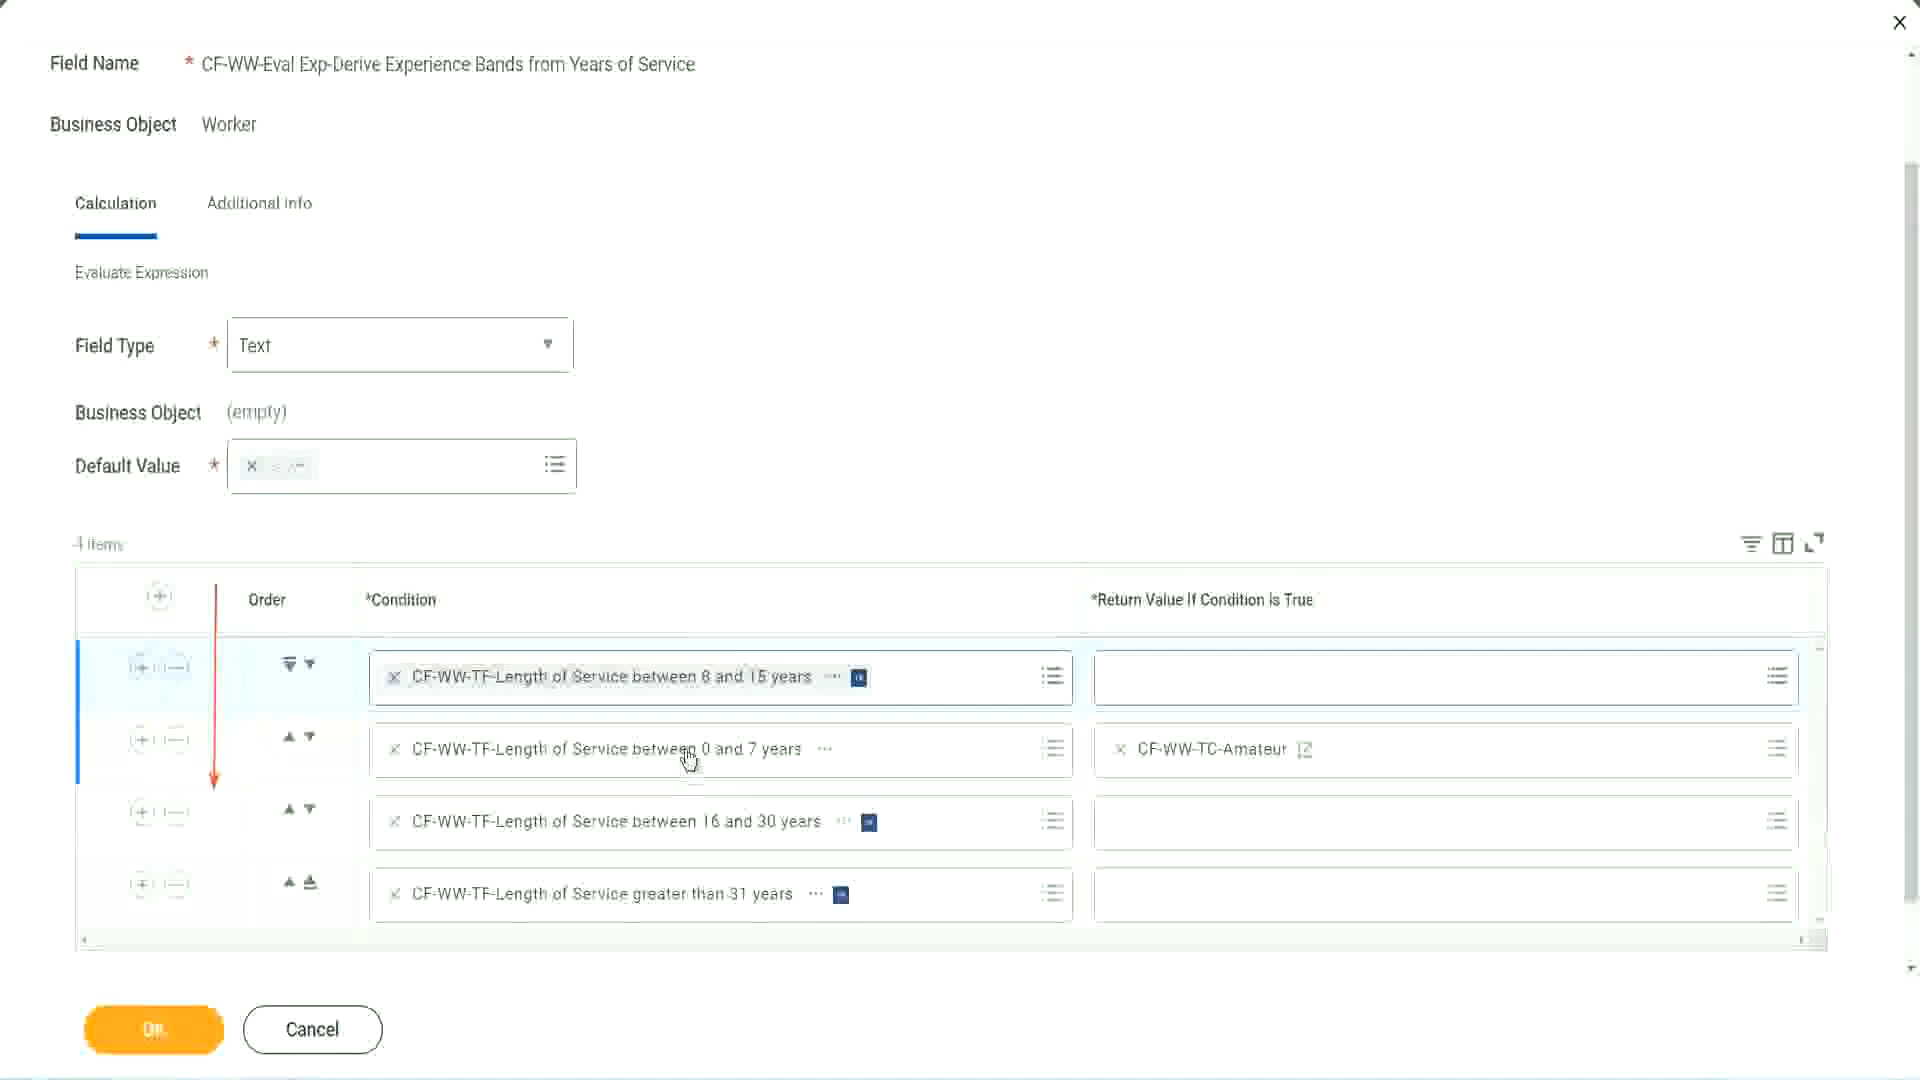 Field Name * CF-WW-Eval Exp-Derive Experience Bands from Years of Service
Business Object Worker
Calculation Additional Info
Evaluate Expression
Field Type * Text
Business Object (empty)
Default Value *
4 items
Order *Condition *Return Value if Condition is True
CF-WW-TF-Length of Service between 8 and 15 years
CF-WW-TF-Length of Service between 0 and 7 years CF-WW-TC-Amateur
CF-WW-TF-Length of Service between 16 and 30 years
CF-WW-TF-Length of Service greater than 31 years
OK Cancel